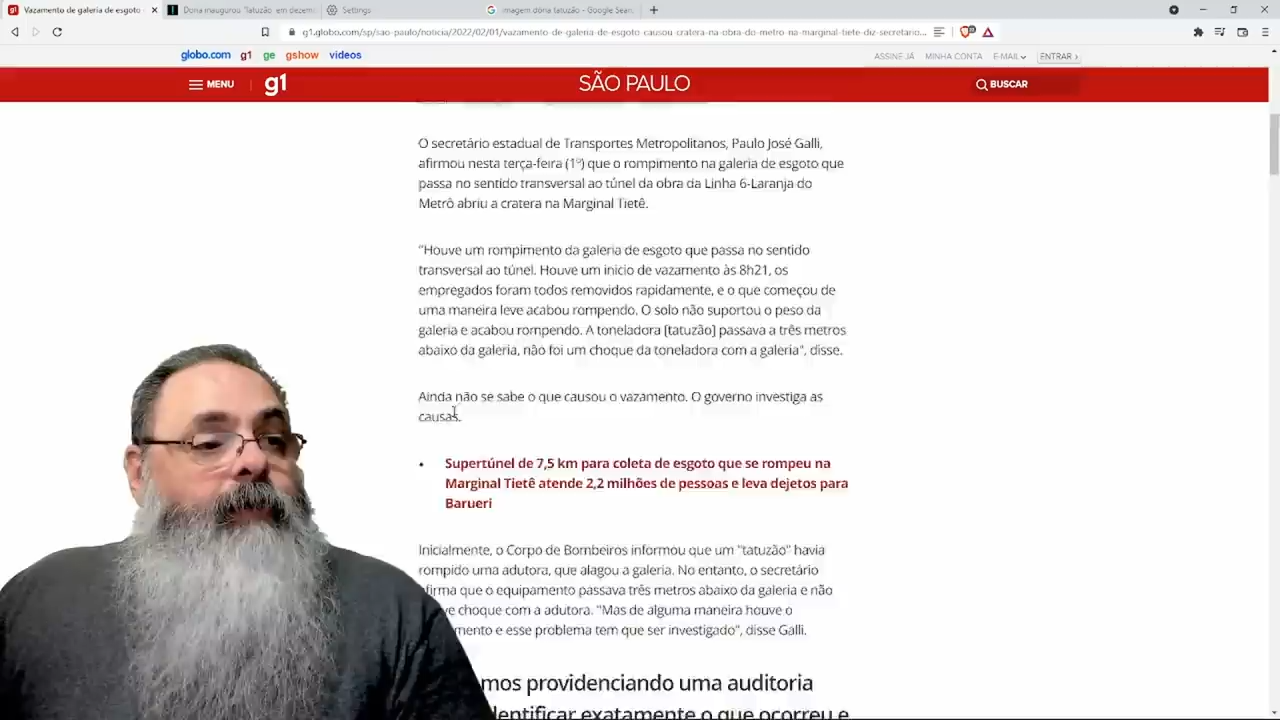 Vazamento de galeria de esgoto
Doria inaugurou 'Tatuzão' em dezem
Settings
imagem dória tatuzão - Google Sear
g1.globo.com/sp/sao-paulo/noticia/2022/02/01/vazamento-de-galeria-de-esgoto-causou-cratera-na-obra-do-metro-na-marginal-tiete-diz-secretario...
globo.com g1 ge gshow videos
ASSINE JÁ MINHA CONTA E-MAIL ENTRAR ›
MENU g1 SÃO PAULO BUSCAR
O secretário estadual de Transportes Metropolitanos, Paulo José Galli,
afirmou nesta terça-feira (1º) que o rompimento na galeria de esgoto que
passa no sentido transversal ao túnel da obra da Linha 6-Laranja do
Metrô abriu a cratera na Marginal Tietê.
"Houve um rompimento da galeria de esgoto que passa no sentido
transversal ao túnel. Houve um inicio de vazamento às 8h21, os
empregados foram todos removidos rapidamente, e o que começou de
uma maneira leve acabou rompendo. O solo não suportou o peso da
galeria e acabou rompendo. A toneladora [tatuzão] passava a três metros
abaixo da galeria, não foi um choque da toneladora com a galeria", disse.
Ainda não se sabe o que causou o vazamento. O governo investiga as
causas.
• Supertúnel de 7,5 km para coleta de esgoto que se rompeu na
Marginal Tietê atende 2,2 milhões de pessoas e leva dejetos para
Barueri
Inicialmente, o Corpo de Bombeiros informou que um "tatuzão" havia
rompido uma adutora, que alagou a galeria. No entanto, o secretário
afirma que o equipamento passava três metros abaixo da galeria e não
ve choque com a adutora. "Mas de alguma maneira houve o
mento e esse problema tem que ser investigado", disse Galli.
mos providenciando uma auditoria
dentificar exatamente o que ocorreu e